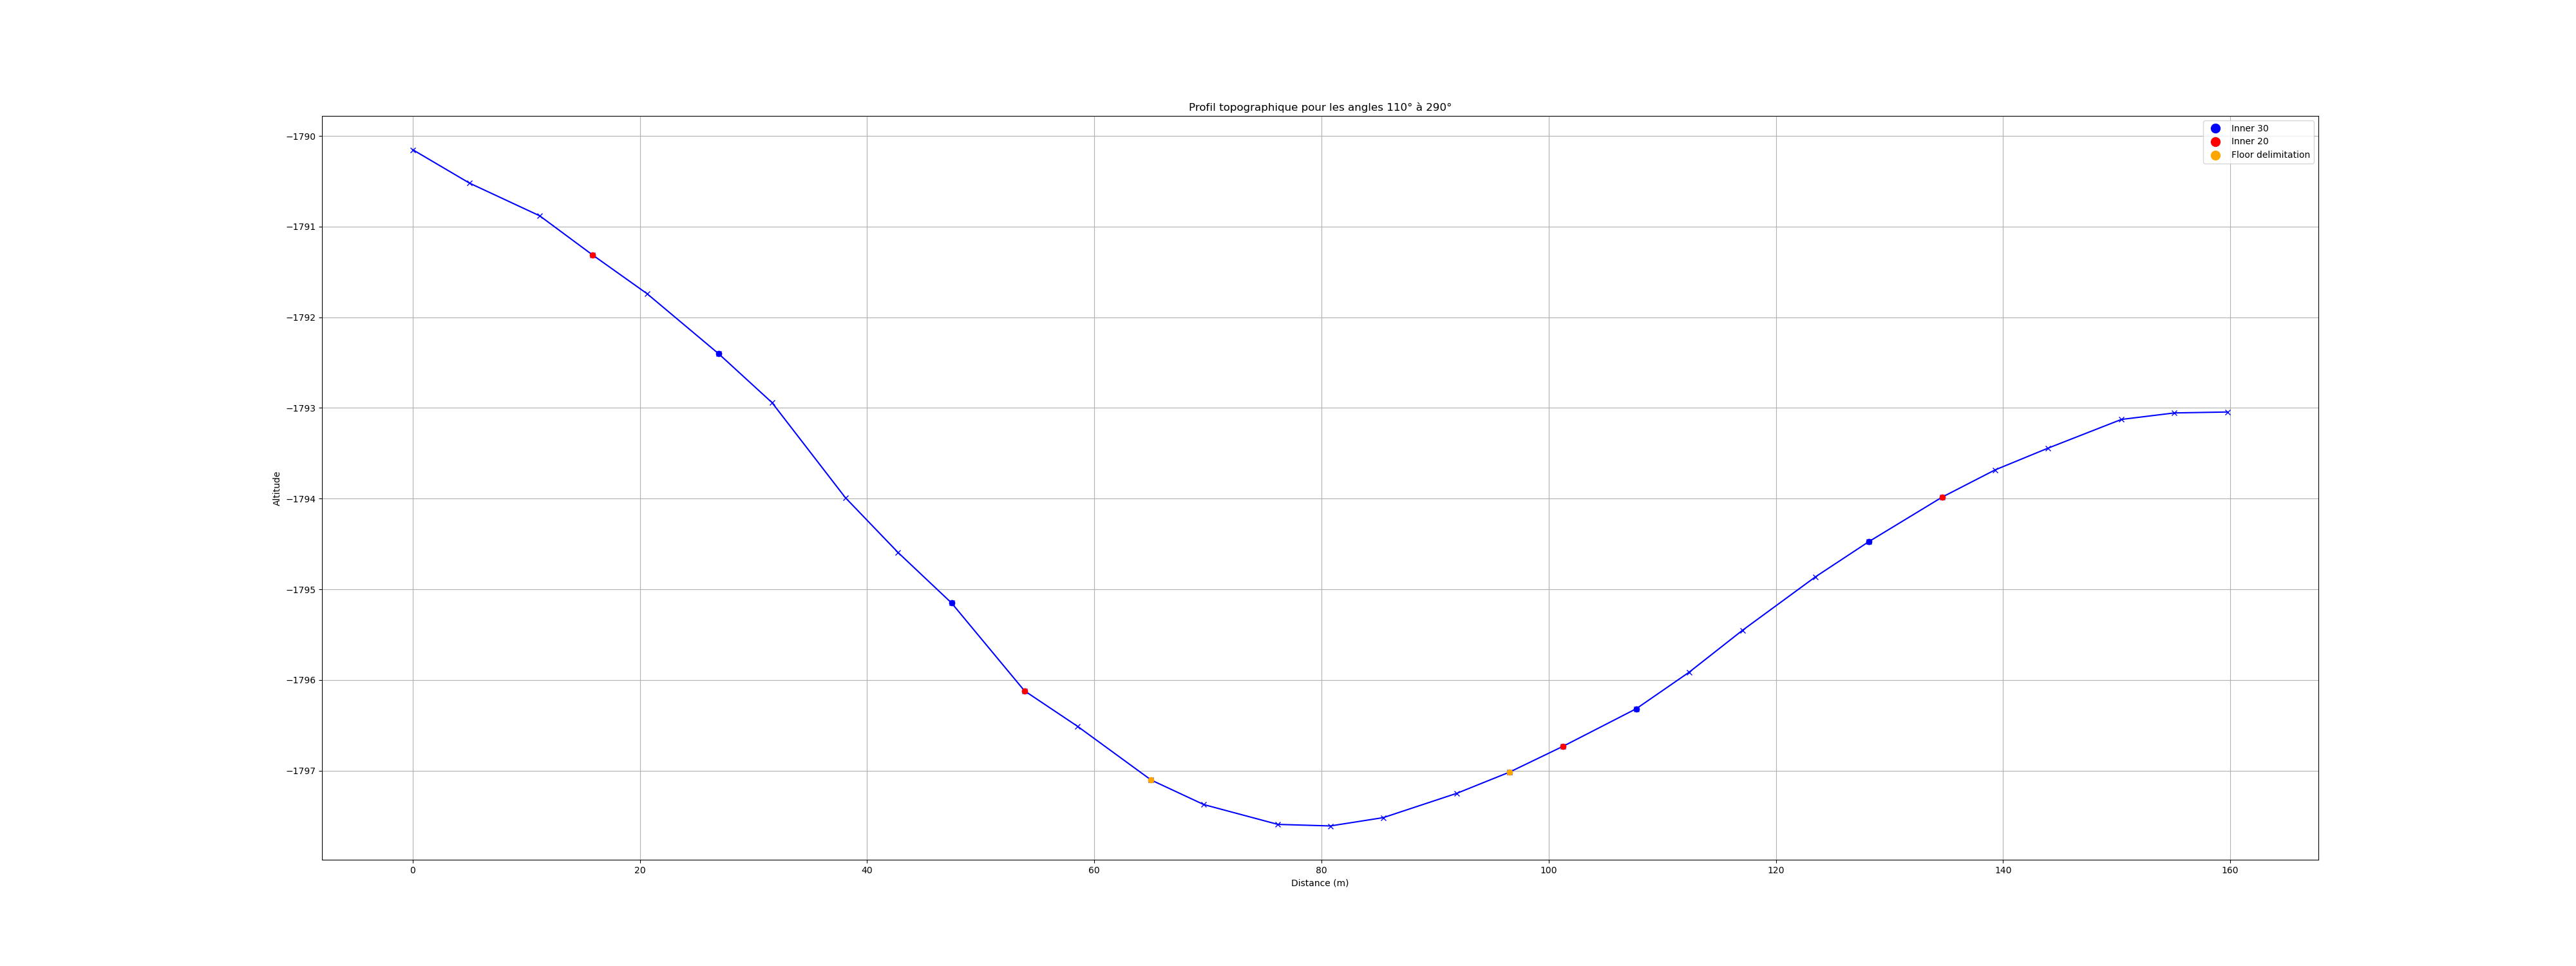 Profil topographique pour les angles 110° à 290°
Inner 30
Inner 20
Floor delimitation
−1790
−1791
−1792
−1793
−1794
−1795
−1796
−1797
Altitude
0 20 40 60 80 100 120 140 160
Distance (m)